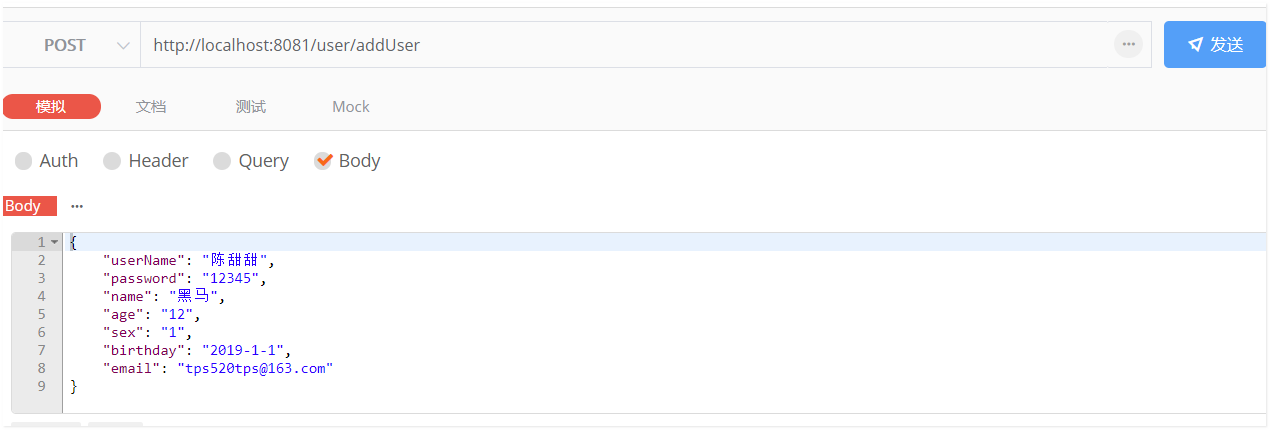 POST http://localhost:8081/user/addUser ··· 发送
模拟 文档 测试 Mock
Auth Header Query Body
Body ···
1 {
2 "userName": "陈甜甜",
3 "password": "12345",
4 "name": "黑马",
5 "age": "12",
6 "sex": "1",
7 "birthday": "2019-1-1",
8 "email": "tps520tps@163.com"
9 }